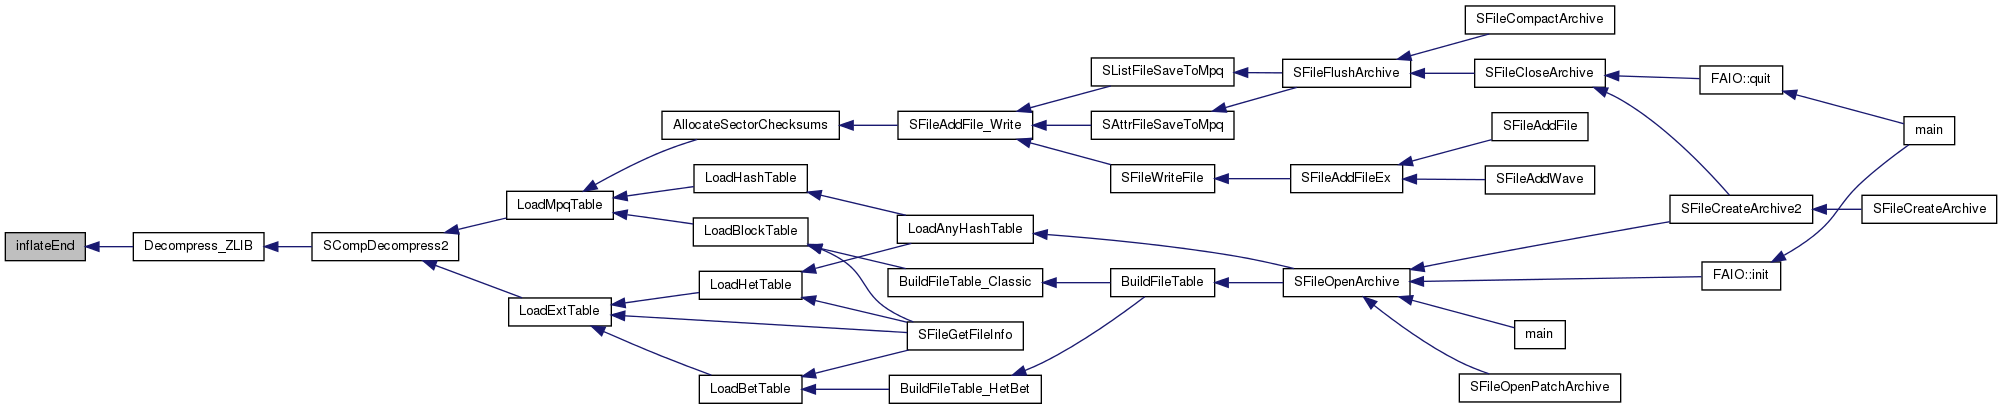 SFileCompactArchive
SListFileSaveToMpq
SFileFlushArchive
SFileCloseArchive
FAIO::quit
AllocateSectorChecksums
SFileAddFile_Write
SAttrFileSaveToMpq
SFileAddFile
main
LoadHashTable
SFileWriteFile
SFileAddFileEx
SFileAddWave
LoadMpqTable
SFileCreateArchive2
SFileCreateArchive
LoadBlockTable
LoadAnyHashTable
inflateEnd
Decompress_ZLIB
SCompDecompress2
LoadHetTable
BuildFileTable_Classic
BuildFileTable
SFileOpenArchive
FAIO::init
LoadExtTable
SFileGetFileInfo
main
LoadBetTable
BuildFileTable_HetBet
SFileOpenPatchArchive